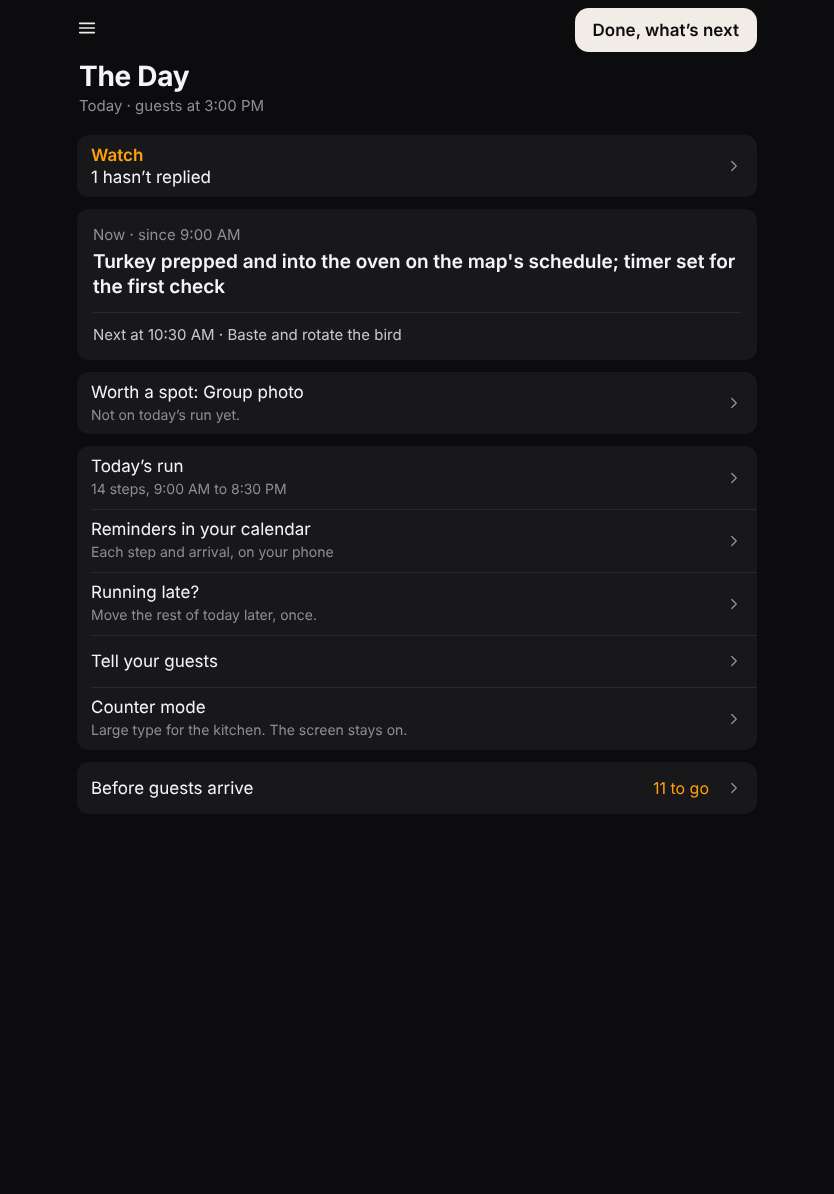 Done, what’s next
The Day
Today · guests at 3:00 PM
Watch
1 hasn’t replied
Now · since 9:00 AM
Turkey prepped and into the oven on the map's schedule; timer set for
the first check
Next at 10:30 AM · Baste and rotate the bird
Worth a spot: Group photo
Not on today’s run yet.
Today’s run
14 steps, 9:00 AM to 8:30 PM
Reminders in your calendar
Each step and arrival, on your phone
Running late?
Move the rest of today later, once.
Tell your guests
Counter mode
Large type for the kitchen. The screen stays on.
Before guests arrive
11 to go